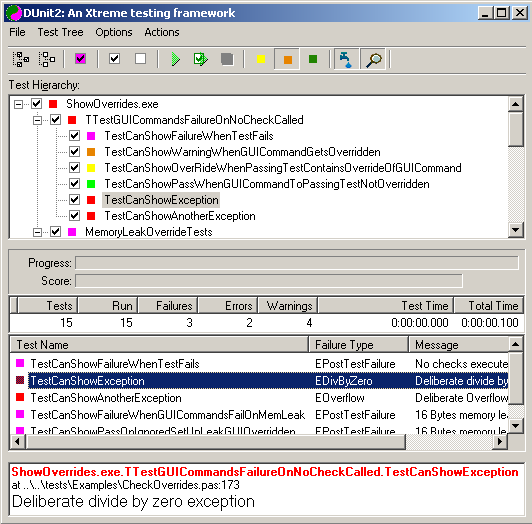 DUnit2: An Xtreme testing framework
File Test Tree Options Actions
Test Hierarchy:
ShowOverrides.exe
TTestGUICommandsFailureOnNoCheckCalled
TestCanShowFailureWhenTestFails
TestCanShowWarningWhenGUICommandGetsOverridden
TestCanShowOverRideWhenPassingTestContainsOverrideOfGUICommand
TestCanShowPassWhenGUICommandToPassingTestNotOverridden
TestCanShowException
TestCanShowAnotherException
MemoryLeakOverrideTests
Progress:
Score:
Tests Run Failures Errors Warnings Test Time Total Time
15 15 3 2 4 0:00:00.000 0:00:00.100
Test Name Failure Type Message
TestCanShowFailureWhenTestFails EPostTestFailure No checks execute
TestCanShowException EDivByZero Deliberate divide by
TestCanShowAnotherException EOverflow Deliberate Overflow
TestCanShowFailureWhenGUICommandsFailOnMemLeak EPostTestFailure 16 Bytes memory le
TestCanShowPassOnIgnoredSetUpLeakGUIOverridden EPostTestFailure 16 Bytes memory le
ShowOverrides.exe.TTestGUICommandsFailureOnNoCheckCalled.TestCanShowException
at ..\..\tests\Examples\CheckOverrides.pas:173
Deliberate divide by zero exception